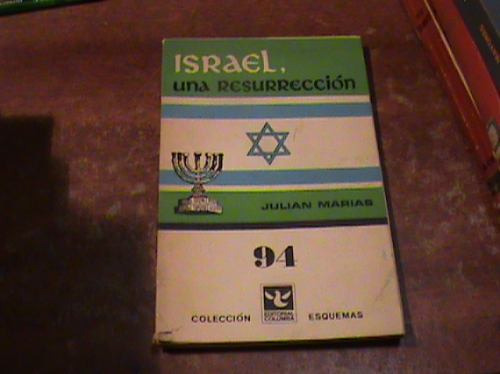 ISRAEL,
una RESURRECCIÓN
JULIAN MARIAS
94
EDITORIAL
COLUMBA
COLECCIÓN ESQUEMAS